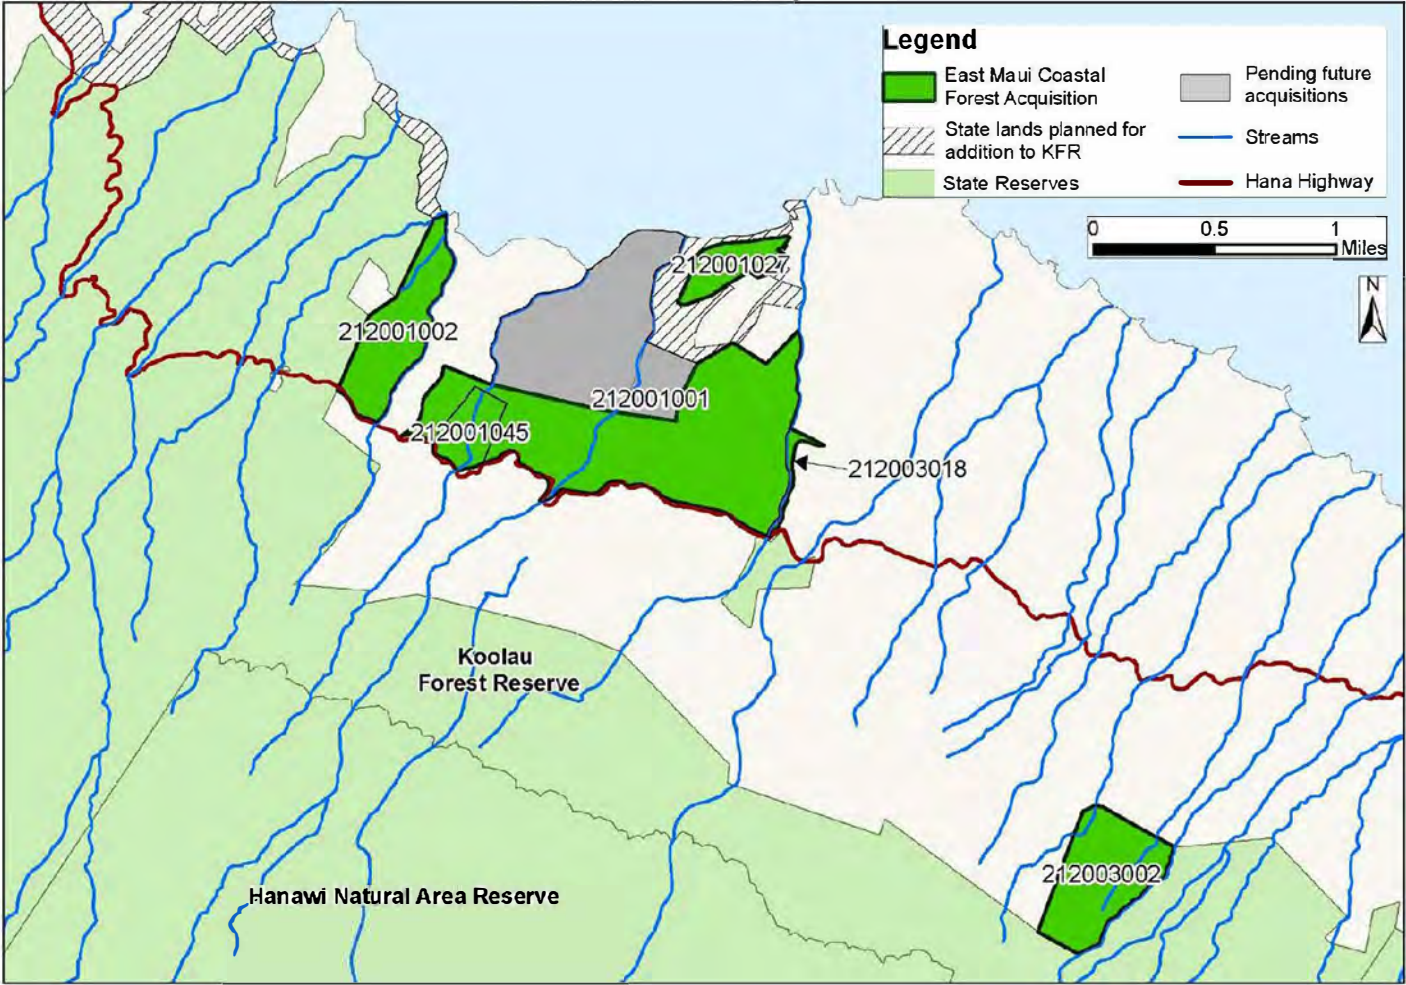 Legend
East Maui Coastal
Forest Acquisition
Pending future
acquisitions
State lands planned for
addition to KFR
Streams
State Reserves
Hana Highway
0 0.5 1
Miles
N
212001027
212001002
212001001
212001045
212003018
Koolau
Forest Reserve
212003002
Hanawi Natural Area Reserve